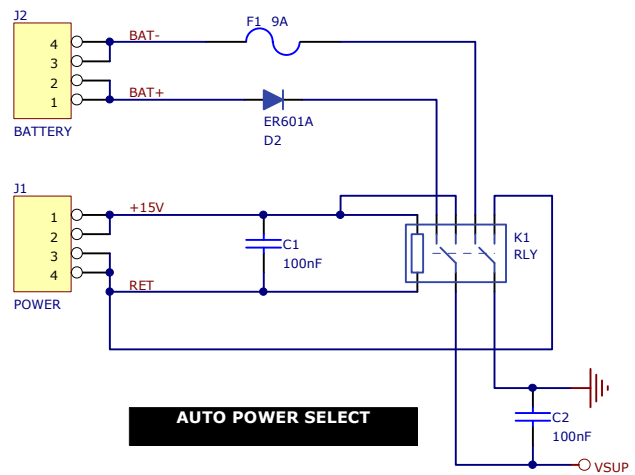 J2
F1 9A
4
BAT-
3
2
1
BAT+
ER601A
D2
BATTERY
J1
1
+15V
2
3
4
RET
POWER
C1
100nF
K1
RLY
AUTO POWER SELECT
C2
100nF
VSUP